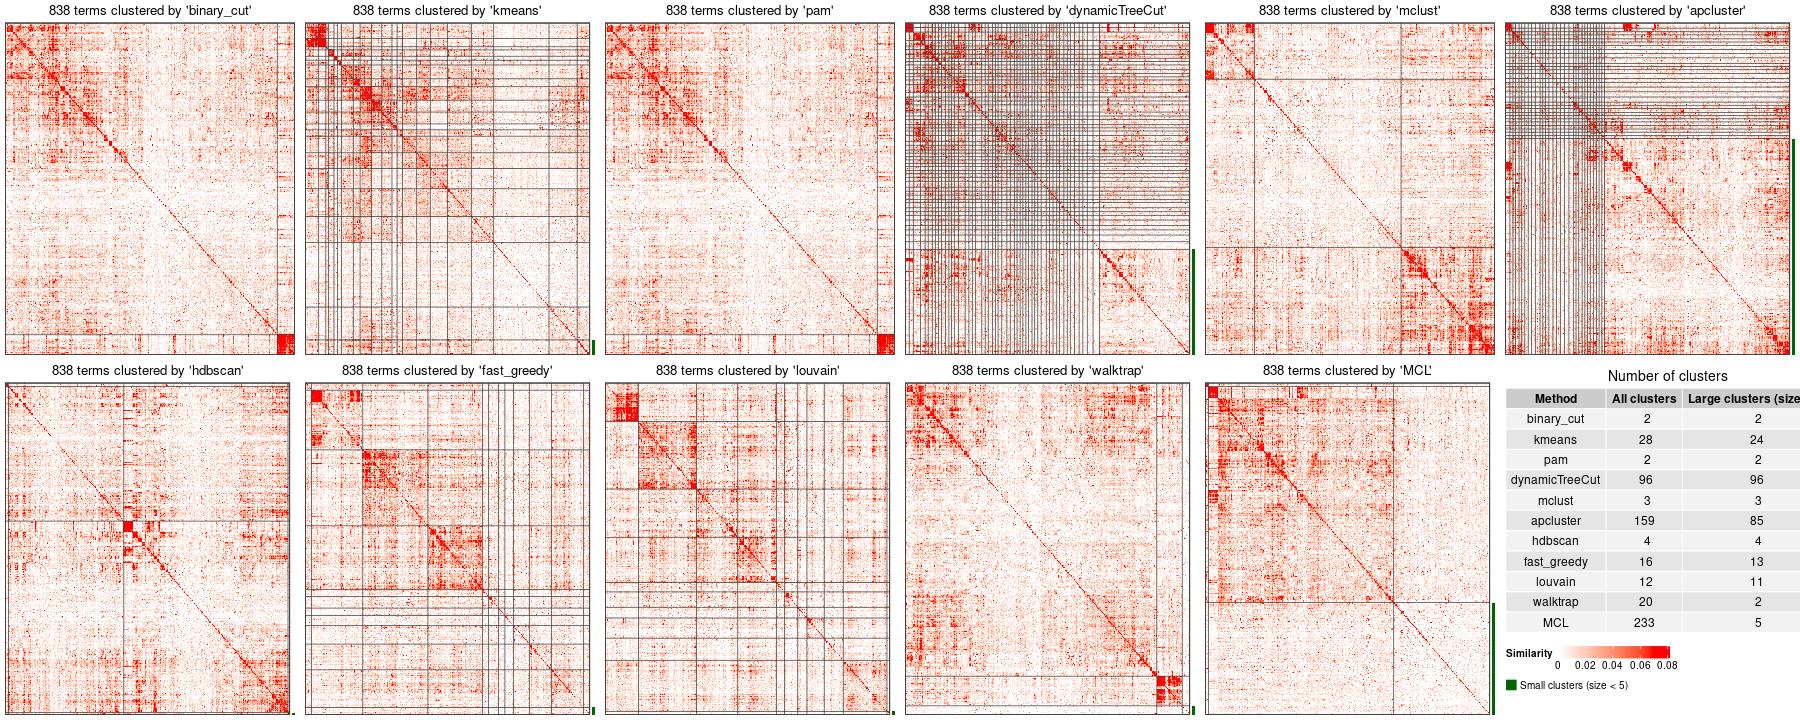 838 terms clustered by 'binary_cut'
838 terms clustered by 'kmeans'
838 terms clustered by 'pam'
838 terms clustered by 'dynamicTreeCut'
838 terms clustered by 'mclust'
838 terms clustered by 'apcluster'
838 terms clustered by 'hdbscan'
838 terms clustered by 'fast_greedy'
838 terms clustered by 'louvain'
838 terms clustered by 'walktrap'
838 terms clustered by 'MCL'
Number of clusters
Method All clusters Large clusters (size
binary_cut 2 2
kmeans 28 24
pam 2 2
dynamicTreeCut 96 96
mclust 3 3
apcluster 159 85
hdbscan 4 4
fast_greedy 16 13
louvain 12 11
walktrap 20 2
MCL 233 5
Similarity
0 0.02 0.04 0.06 0.08
Small clusters (size < 5)